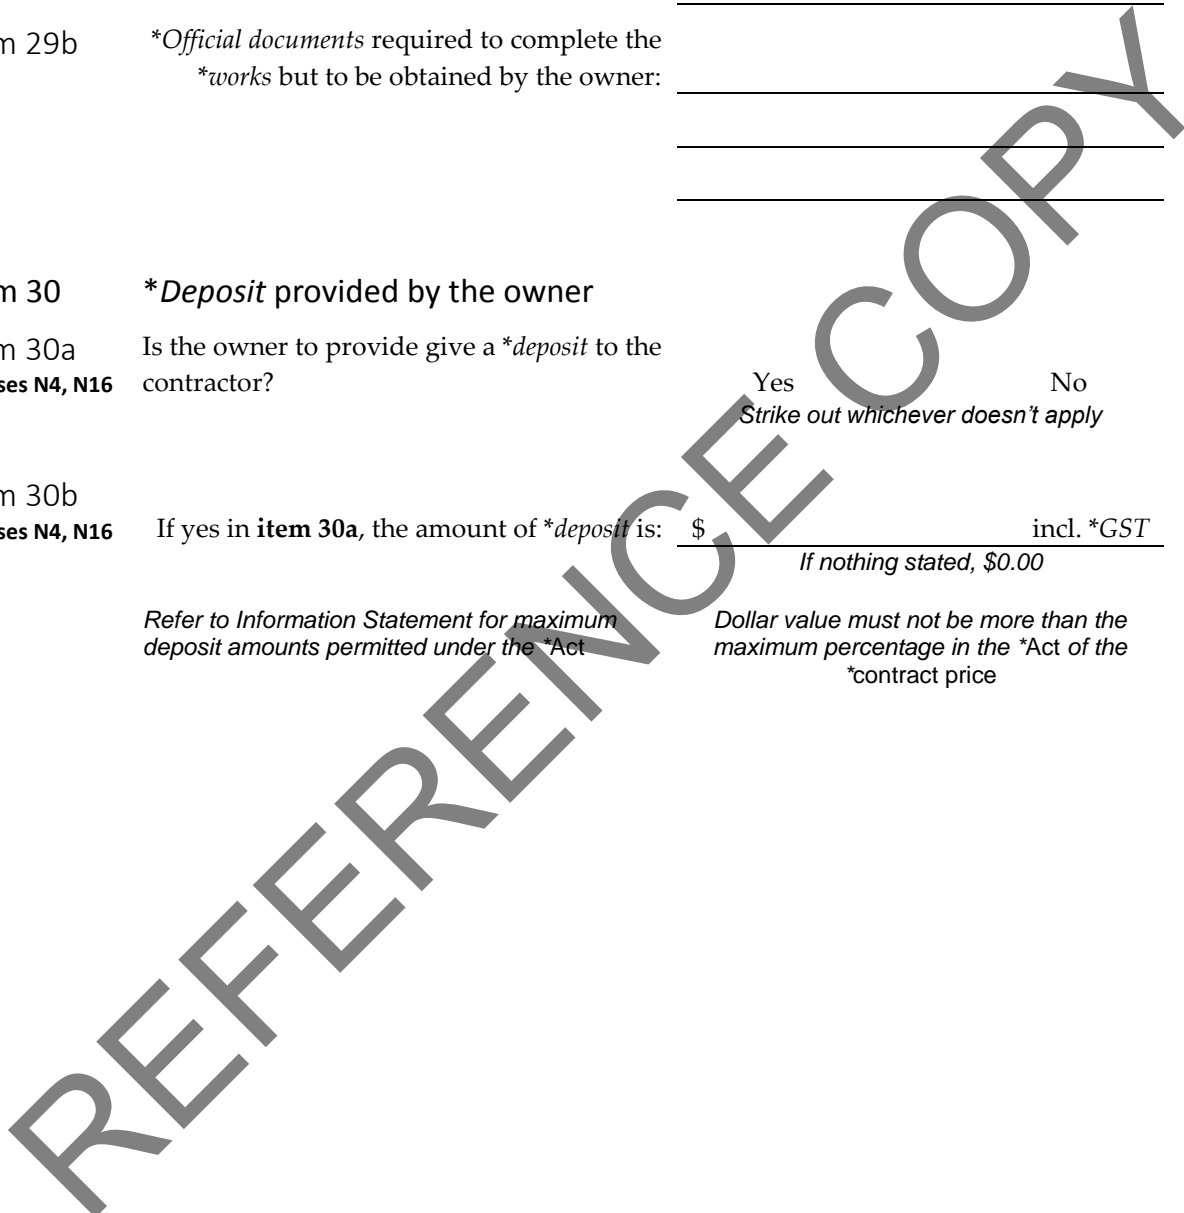 m 29b *Official documents required to complete the
*works but to be obtained by the owner:
m 30 *Deposit provided by the owner
m 30a Is the owner to provide give a *deposit to the
ses N4, N16 contractor? Yes No
Strike out whichever doesn't apply
m 30b
ses N4, N16 If yes in item 30a, the amount of *deposit is: $ incl. *GST
If nothing stated, $0.00
Refer to Information Statement for maximum Dollar value must not be more than the
deposit amounts permitted under the *Act maximum percentage in the *Act of the
*contract price
REFERENCE COPY